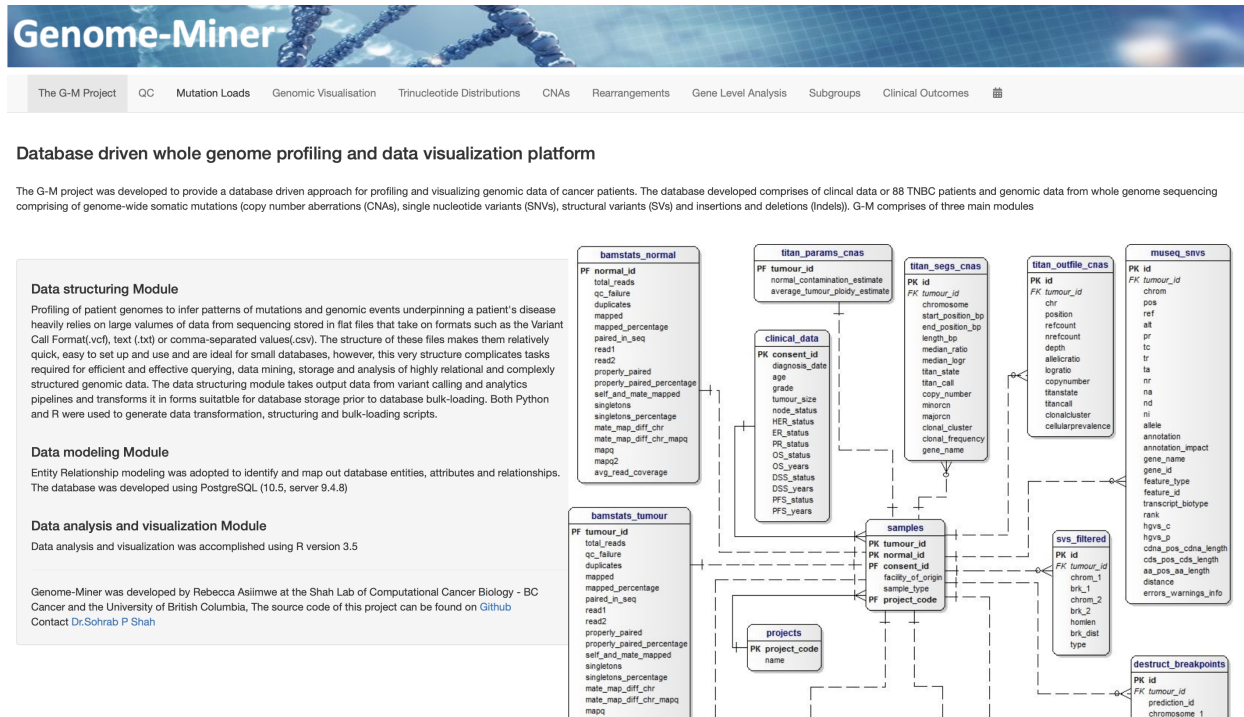 Genome-Miner
The G-M Project QC Mutation Loads Genomic Visualisation Trinucleotide Distributions CNAs Rearrangements Gene Level Analysis Subgroups Clinical Outcomes
Database driven whole genome profiling and data visualization platform
The G-M project was developed to provide a database driven approach for profiling and visualizing genomic data of cancer patients. The database developed comprises of clincal data or 88 TNBC patients and genomic data from whole genome sequencing
comprising of genome-wide somatic mutations (copy number aberrations (CNAs), single nucleotide variants (SNVs), structural variants (SVs) and insertions and deletions (Indels)). G-M comprises of three main modules
Data structuring Module
Profiling of patient genomes to infer patterns of mutations and genomic events underpinning a patient's disease
heavily relies on large valumes of data from sequencing stored in flat files that take on formats such as the Variant
Call Format(.vcf), text (.txt) or comma-separated values(.csv). The structure of these files makes them relatively
quick, easy to set up and use and are ideal for small databases, however, this very structure complicates tasks
required for efficient and effective querying, data mining, storage and analysis of highly relational and complexly
structured genomic data. The data structuring module takes output data from variant calling and analytics
pipelines and transforms it in forms suitatble for database storage prior to database bulk-loading. Both Python
and R were used to generate data transformation, structuring and bulk-loading scripts.
Data modeling Module
Entity Relationship modeling was adopted to identify and map out database entities, attributes and relationships.
The database was developed using PostgreSQL (10.5, server 9.4.8)
Data analysis and visualization Module
Data analysis and visualization was accomplished using R version 3.5
Genome-Miner was developed by Rebecca Asiimwe at the Shah Lab of Computational Cancer Biology - BC
Cancer and the University of British Columbia, The source code of this project can be found on Github
Contact Dr.Sohrab P Shah
bamstats_normal
PF normal_id
total_reads
qc_failure
duplicates
mapped
mapped_percentage
paired_in_seq
read1
read2
properly_paired
properly_paired_percentage
self_and_mate_mapped
singletons
singletons_percentage
mate_map_diff_chr
mate_map_diff_chr_mapq
mapq
mapq2
avg_read_coverage
bamstats_tumour
PF tumour_id
total_reads
qc_failure
duplicates
mapped
mapped_percentage
paired_in_seq
read1
read2
properly_paired
properly_paired_percentage
self_and_mate_mapped
singletons
singletons_percentage
mate_map_diff_chr
mate_map_diff_chr_mapq
mapq
titan_params_cnas
PF tumour_id
normal_contamination_estimate
average_tumour_ploidy_estimate
clinical_data
PK consent_id
diagnosis_date
age
grade
tumour_size
node_status
HER_status
ER_status
PR_status
OS_status
OS_years
DSS_status
DSS_years
PFS_status
PFS_years
projects
PK project_code
name
titan_segs_cnas
PK id
FK tumour_id
chromosome
start_position_bp
end_position_bp
length_bp
median_ratio
median_logr
titan_state
titan_call
copy_number
minorcn
majorcn
clonal_cluster
clonal_frequency
gene_name
samples
PK tumour_id
PK normal_id
PF consent_id
facility_of_origin
sample_type
PF project_code
titan_outfile_cnas
PK id
FK tumour_id
chr
position
refcount
nrefcount
depth
allelicratio
logratio
copynumber
titanstate
titancall
clonalcluster
cellularprevalence
svs_filtered
PK id
FK tumour_id
chrom_1
brk_1
chrom_2
brk_2
homlen
brk_dist
type
museq_snvs
PK id
FK tumour_id
chrom
pos
ref
alt
pr
tc
tr
ta
nr
na
nd
ni
allele
annotation
annotation_impact
gene_name
gene_id
feature_type
feature_id
transcript_biotype
rank
hgvs_c
hgvs_p
cdna_pos_cdna_length
cds_pos_cds_length
aa_pos_aa_length
distance
errors_warnings_info
destruct_breakpoints
PK id
FK tumour_id
prediction_id
chromosome_1